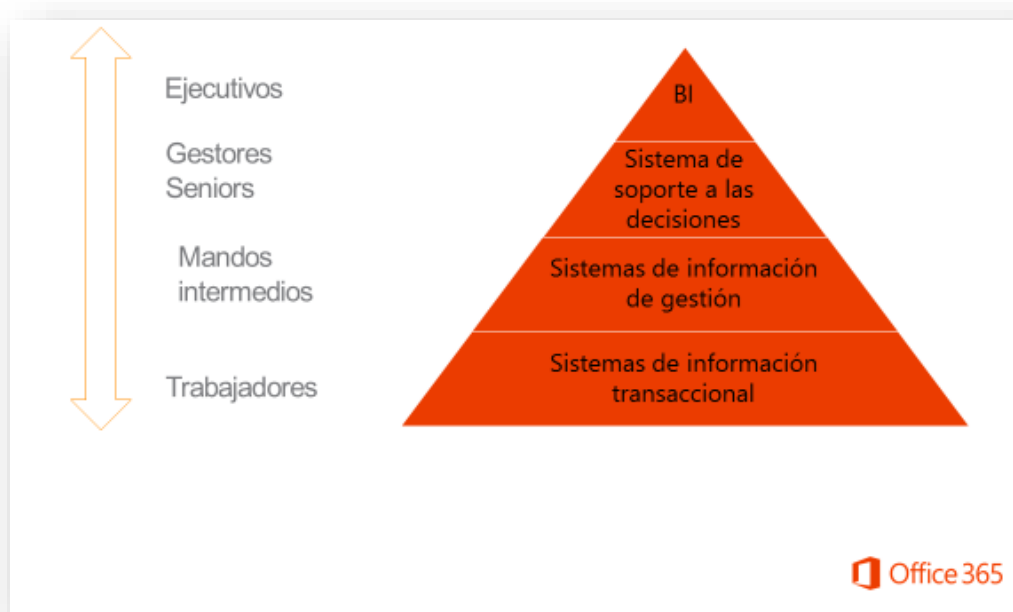 Ejecutivos
BI
Gestores
Seniors
Sistema de
soporte a las
decisiones
Mandos
intermedios
Sistemas de información
de gestión
Trabajadores
Sistemas de información
transaccional
Office 365